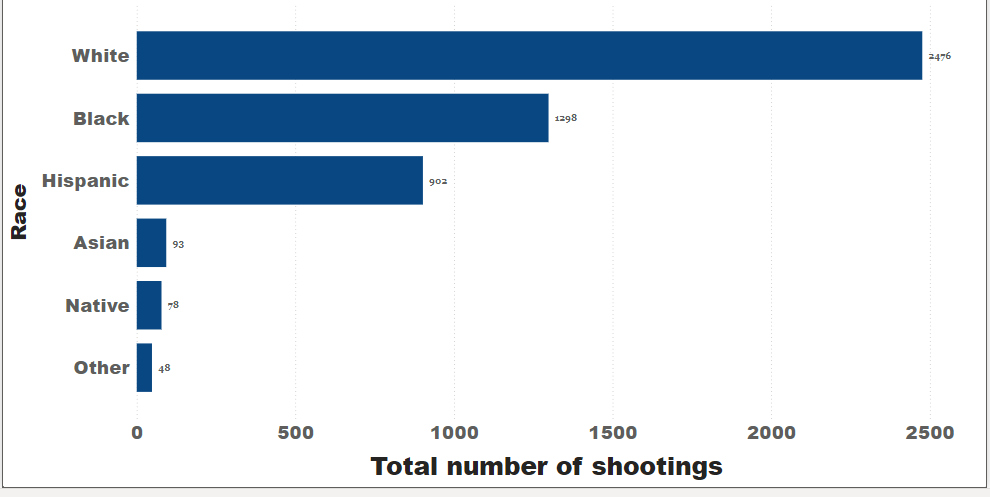 White 2476
Black 1298
Hispanic 902
Asian 93
Native 78
Other 48
Race
0 500 1000 1500 2000 2500
Total number of shootings